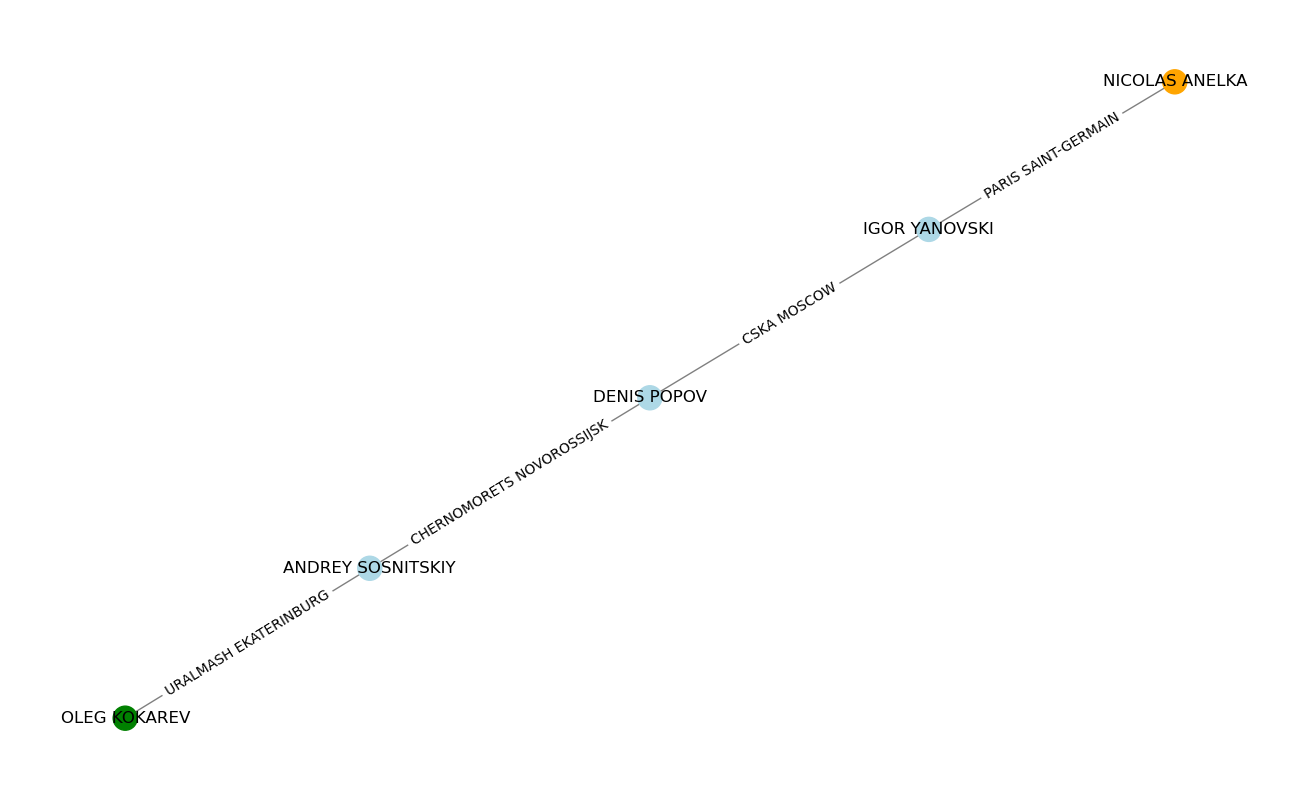 NICOLAS ANELKA
PARIS SAINT-GERMAIN
IGOR YANOVSKI
CSKA MOSCOW
DENIS POPOV
CHERNOMORETS NOVOROSSIJSK
ANDREY SOSNITSKIY
URALMASH EKATERINBURG
OLEG KOKAREV